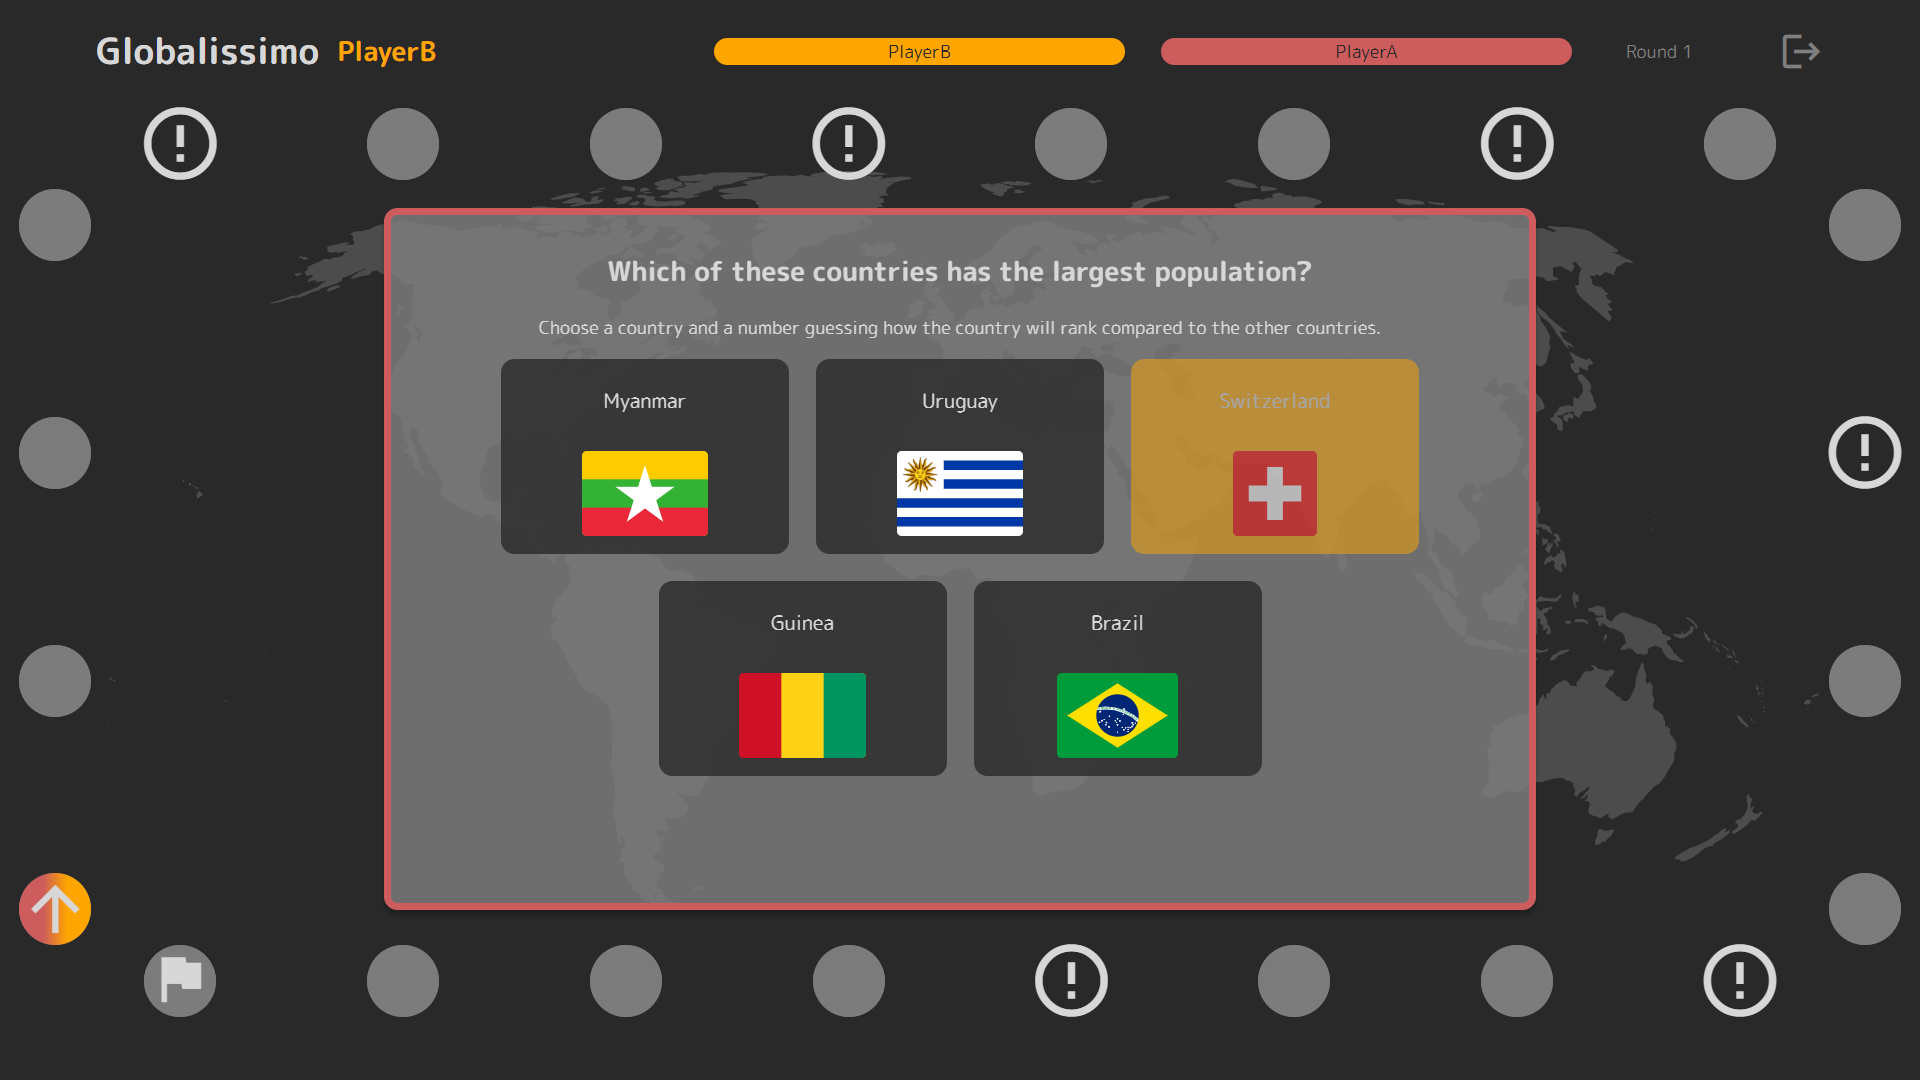 Globalissimo PlayerB
PlayerB
PlayerA
Round 1
Which of these countries has the largest population?
Choose a country and a number guessing how the country will rank compared to the other countries.
Myanmar
Uruguay
Switzerland
Guinea
Brazil